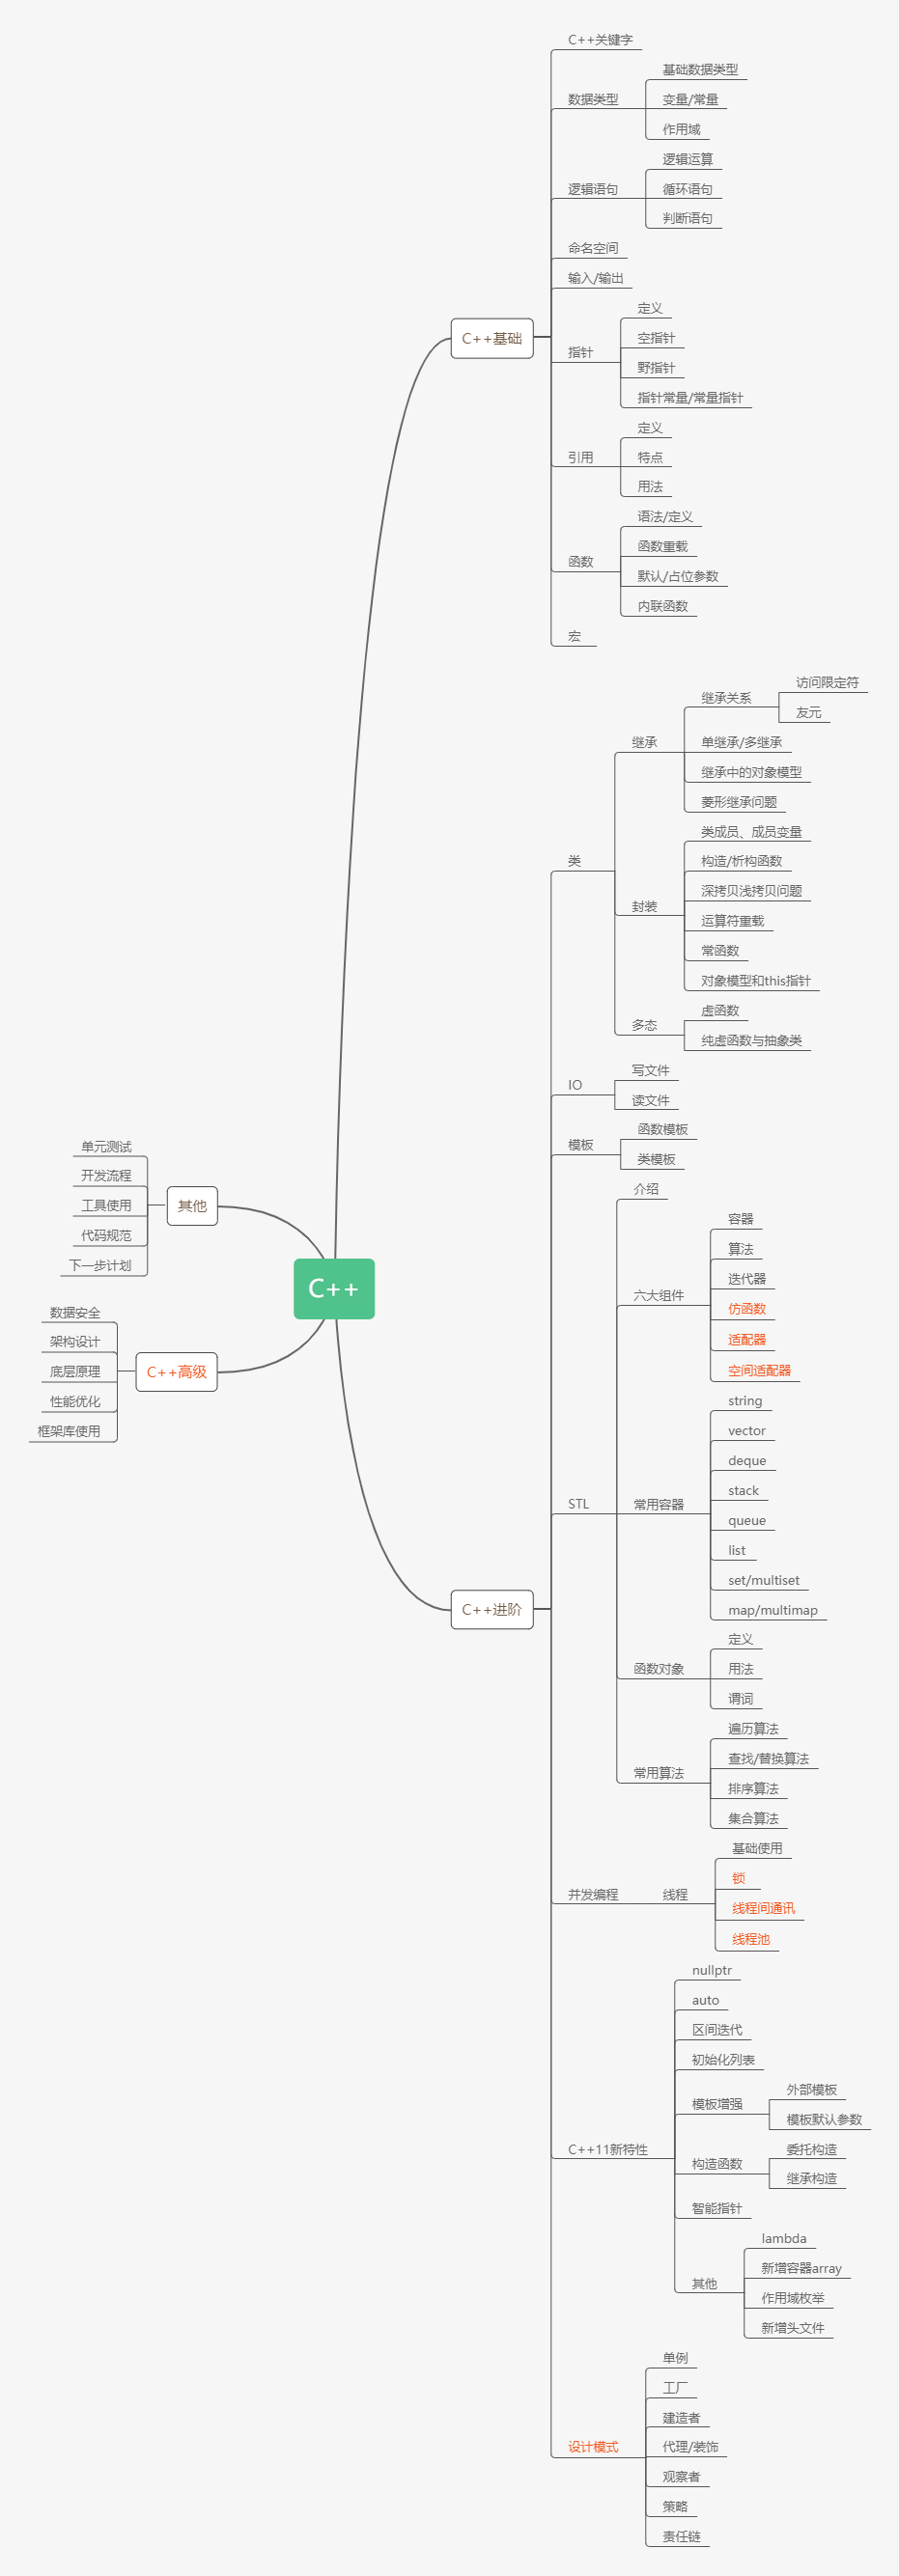 C++
C++基础
C++关键字
数据类型
基础数据类型
变量/常量
作用域
逻辑语句
逻辑运算
循环语句
判断语句
命名空间
输入/输出
指针
定义
空指针
野指针
指针常量/常量指针
引用
定义
特点
用法
函数
语法/定义
函数重载
默认/占位参数
内联函数
宏
C++进阶
类
继承
继承关系
访问限定符
友元
单继承/多继承
继承中的对象模型
菱形继承问题
封装
类成员、成员变量
构造/析构函数
深拷贝浅拷贝问题
运算符重载
常函数
对象模型和this指针
多态
虚函数
纯虚函数与抽象类
IO
写文件
读文件
模板
函数模板
类模板
STL
介绍
六大组件
容器
算法
迭代器
仿函数
适配器
空间适配器
常用容器
string
vector
deque
stack
queue
list
set/multiset
map/multimap
函数对象
定义
用法
谓词
常用算法
遍历算法
查找/替换算法
排序算法
集合算法
并发编程
线程
基础使用
锁
线程间通讯
线程池
C++11新特性
nullptr
auto
区间迭代
初始化列表
模板增强
外部模板
模板默认参数
构造函数
委托构造
继承构造
智能指针
其他
lambda
新增容器array
作用域枚举
新增头文件
设计模式
单例
工厂
建造者
代理/装饰
观察者
策略
责任链
其他
单元测试
开发流程
工具使用
代码规范
下一步计划
C++高级
数据安全
架构设计
底层原理
性能优化
框架库使用